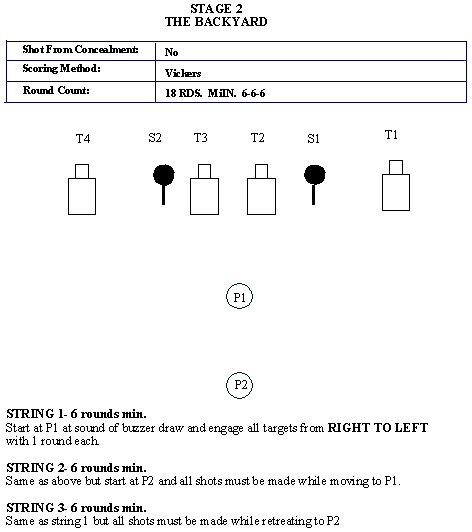 STAGE 2
THE BACKYARD
Shot From Concealment: No
Scoring Method: Vickers
Round Count: 18 RDS. MiIN. 6-6-6
T4 S2 T3 T2 S1 T1
P1
P2
STRING 1- 6 rounds min.
Start at P1 at sound of buzzer draw and engage all targets from RIGHT TO LEFT
with 1 round each.
STRING 2- 6 rounds min.
Same as above but start at P2 and all shots must be made while moving to P1.
STRING 3- 6 rounds min.
Same as string 1 but all shots must be made while retreating to P2